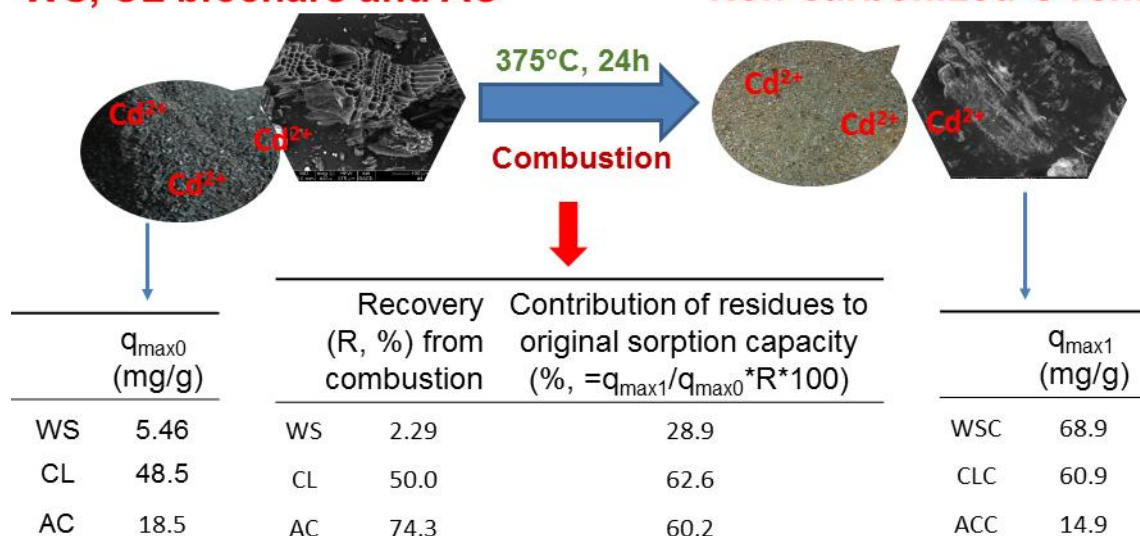 375°C, 24h
Combustion
Cd²⁺
Cd²⁺
Cd²⁺
Cd²⁺
Cd²⁺
Cd²⁺
qmax0
(mg/g)
WS 5.46
CL 48.5
AC 18.5
Recovery (R, %) from combustion Contribution of residues to original sorption capacity (%, =qmax1/qmax0*R*100)
WS 2.29 28.9
CL 50.0 62.6
AC 74.3 60.2
qmax1
(mg/g)
WSC 68.9
CLC 60.9
ACC 14.9